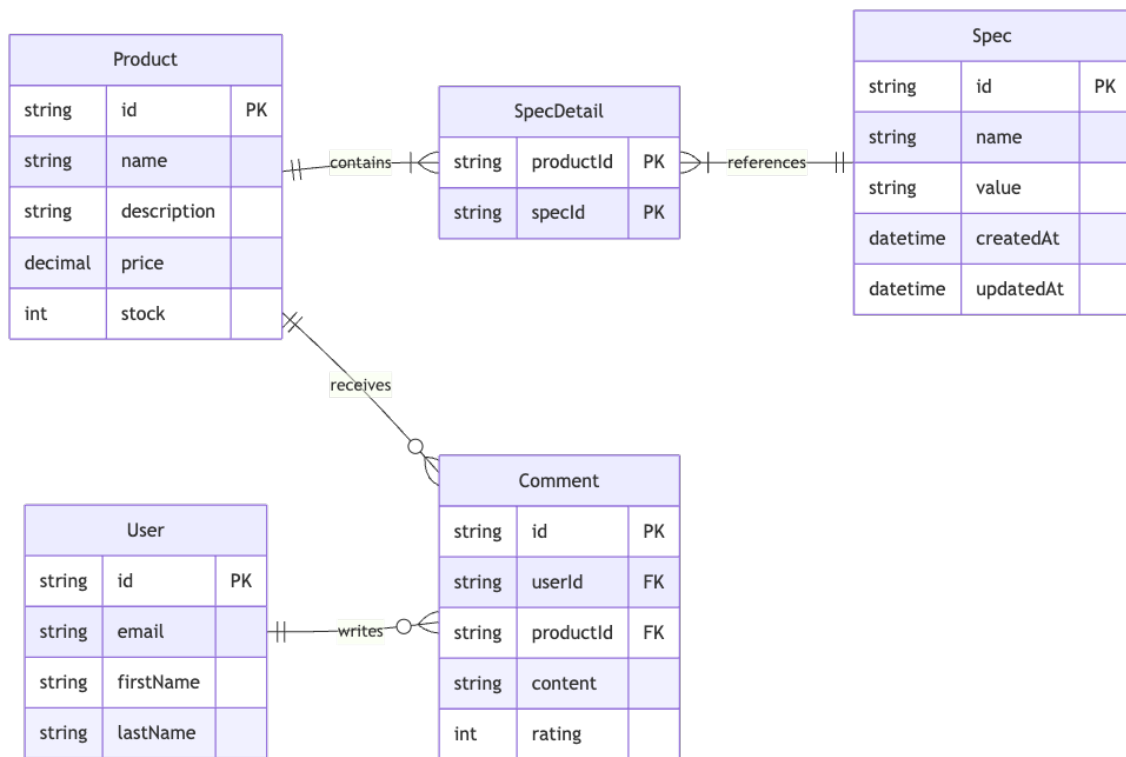 Product
string id PK
string name
string description
decimal price
int stock
contains
SpecDetail
string productId PK
string specId PK
references
Spec
string id PK
string name
string value
datetime createdAt
datetime updatedAt
receives
User
string id PK
string email
string firstName
string lastName
writes
Comment
string id PK
string userId FK
string productId FK
string content
int rating